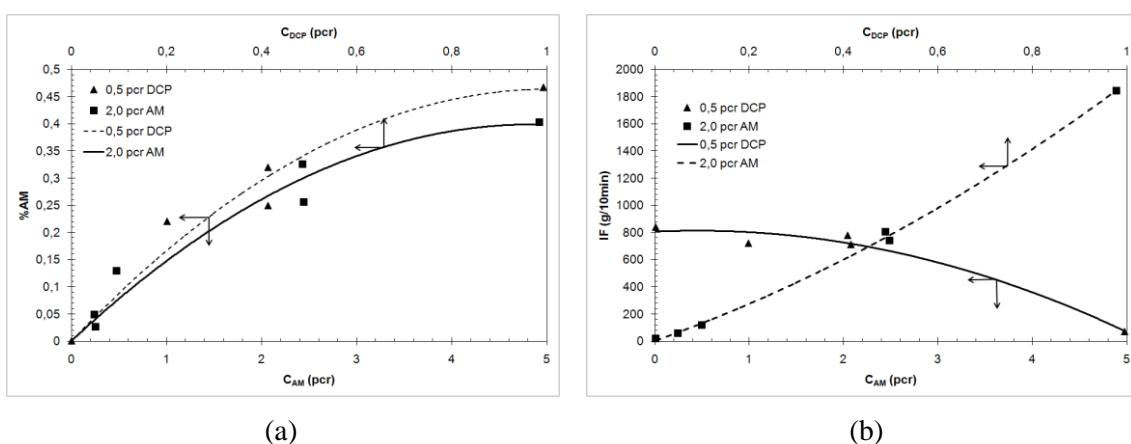 C_DCP (pcr)
0 0,2 0,4 0,6 0,8 1
0,5
0,45
0,4
0,35
0,3
0,25
0,2
0,15
0,1
0,05
0
%AM
0,5 pcr DCP
2,0 pcr AM
0,5 pcr DCP
2,0 pcr AM
0 1 2 3 4 5
C_AM (pcr)
(a)
C_DCP (pcr)
0 0,2 0,4 0,6 0,8 1
2000
1800
1600
1400
1200
1000
800
600
400
200
0
IF (g/10min)
0,5 pcr DCP
2,0 pcr AM
0,5 pcr DCP
2,0 pcr AM
0 1 2 3 4 5
C_AM (pcr)
(b)